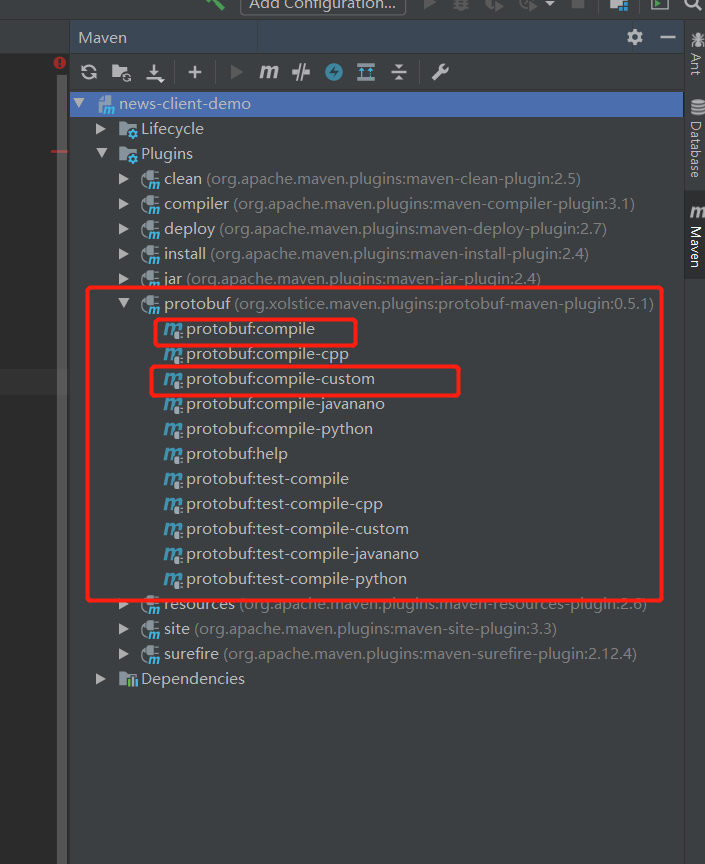 Add Configuration...
Maven
news-client-demo
Lifecycle
Plugins
clean (org.apache.maven.plugins:maven-clean-plugin:2.5)
compiler (org.apache.maven.plugins:maven-compiler-plugin:3.1)
deploy (org.apache.maven.plugins:maven-deploy-plugin:2.7)
install (org.apache.maven.plugins:maven-install-plugin:2.4)
jar (org.apache.maven.plugins:maven-jar-plugin:2.4)
protobuf (org.xolstice.maven.plugins:protobuf-maven-plugin:0.5.1)
protobuf:compile
protobuf:compile-cpp
protobuf:compile-custom
protobuf:compile-javanano
protobuf:compile-python
protobuf:help
protobuf:test-compile
protobuf:test-compile-cpp
protobuf:test-compile-custom
protobuf:test-compile-javanano
protobuf:test-compile-python
resources (org.apache.maven.plugins:maven-resources-plugin:2.6)
site (org.apache.maven.plugins:maven-site-plugin:3.3)
surefire (org.apache.maven.plugins:maven-surefire-plugin:2.12.4)
Dependencies
Ant
Database
Maven